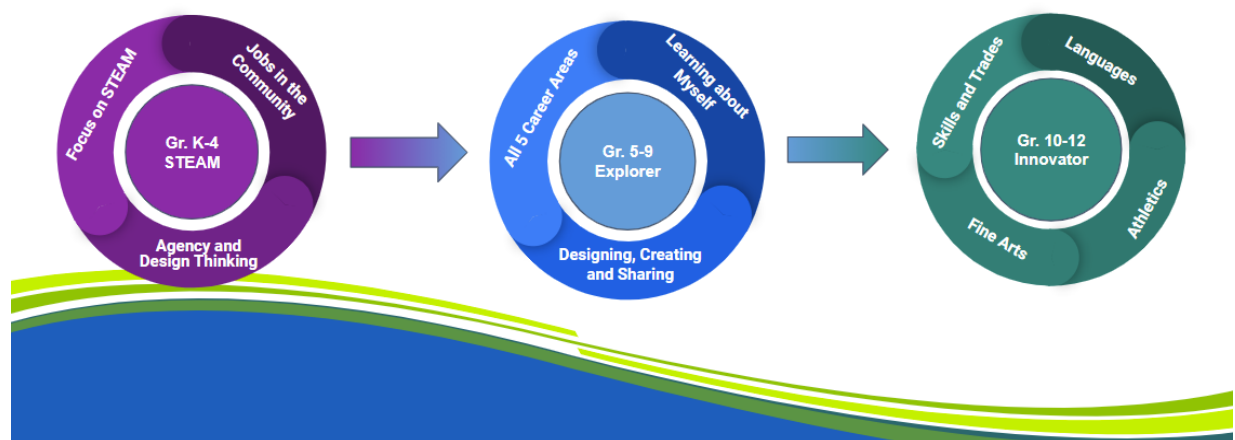 Focus on STEAM
Jobs in the
Community
Gr. K-4
STEAM
Agency and
Design Thinking
All 5 Career Areas
Learning about
Myself
Gr. 5-9
Explorer
Designing, Creating
and Sharing
Skills and Trades
Languages
Gr. 10-12
Innovator
Athletics
Fine Arts